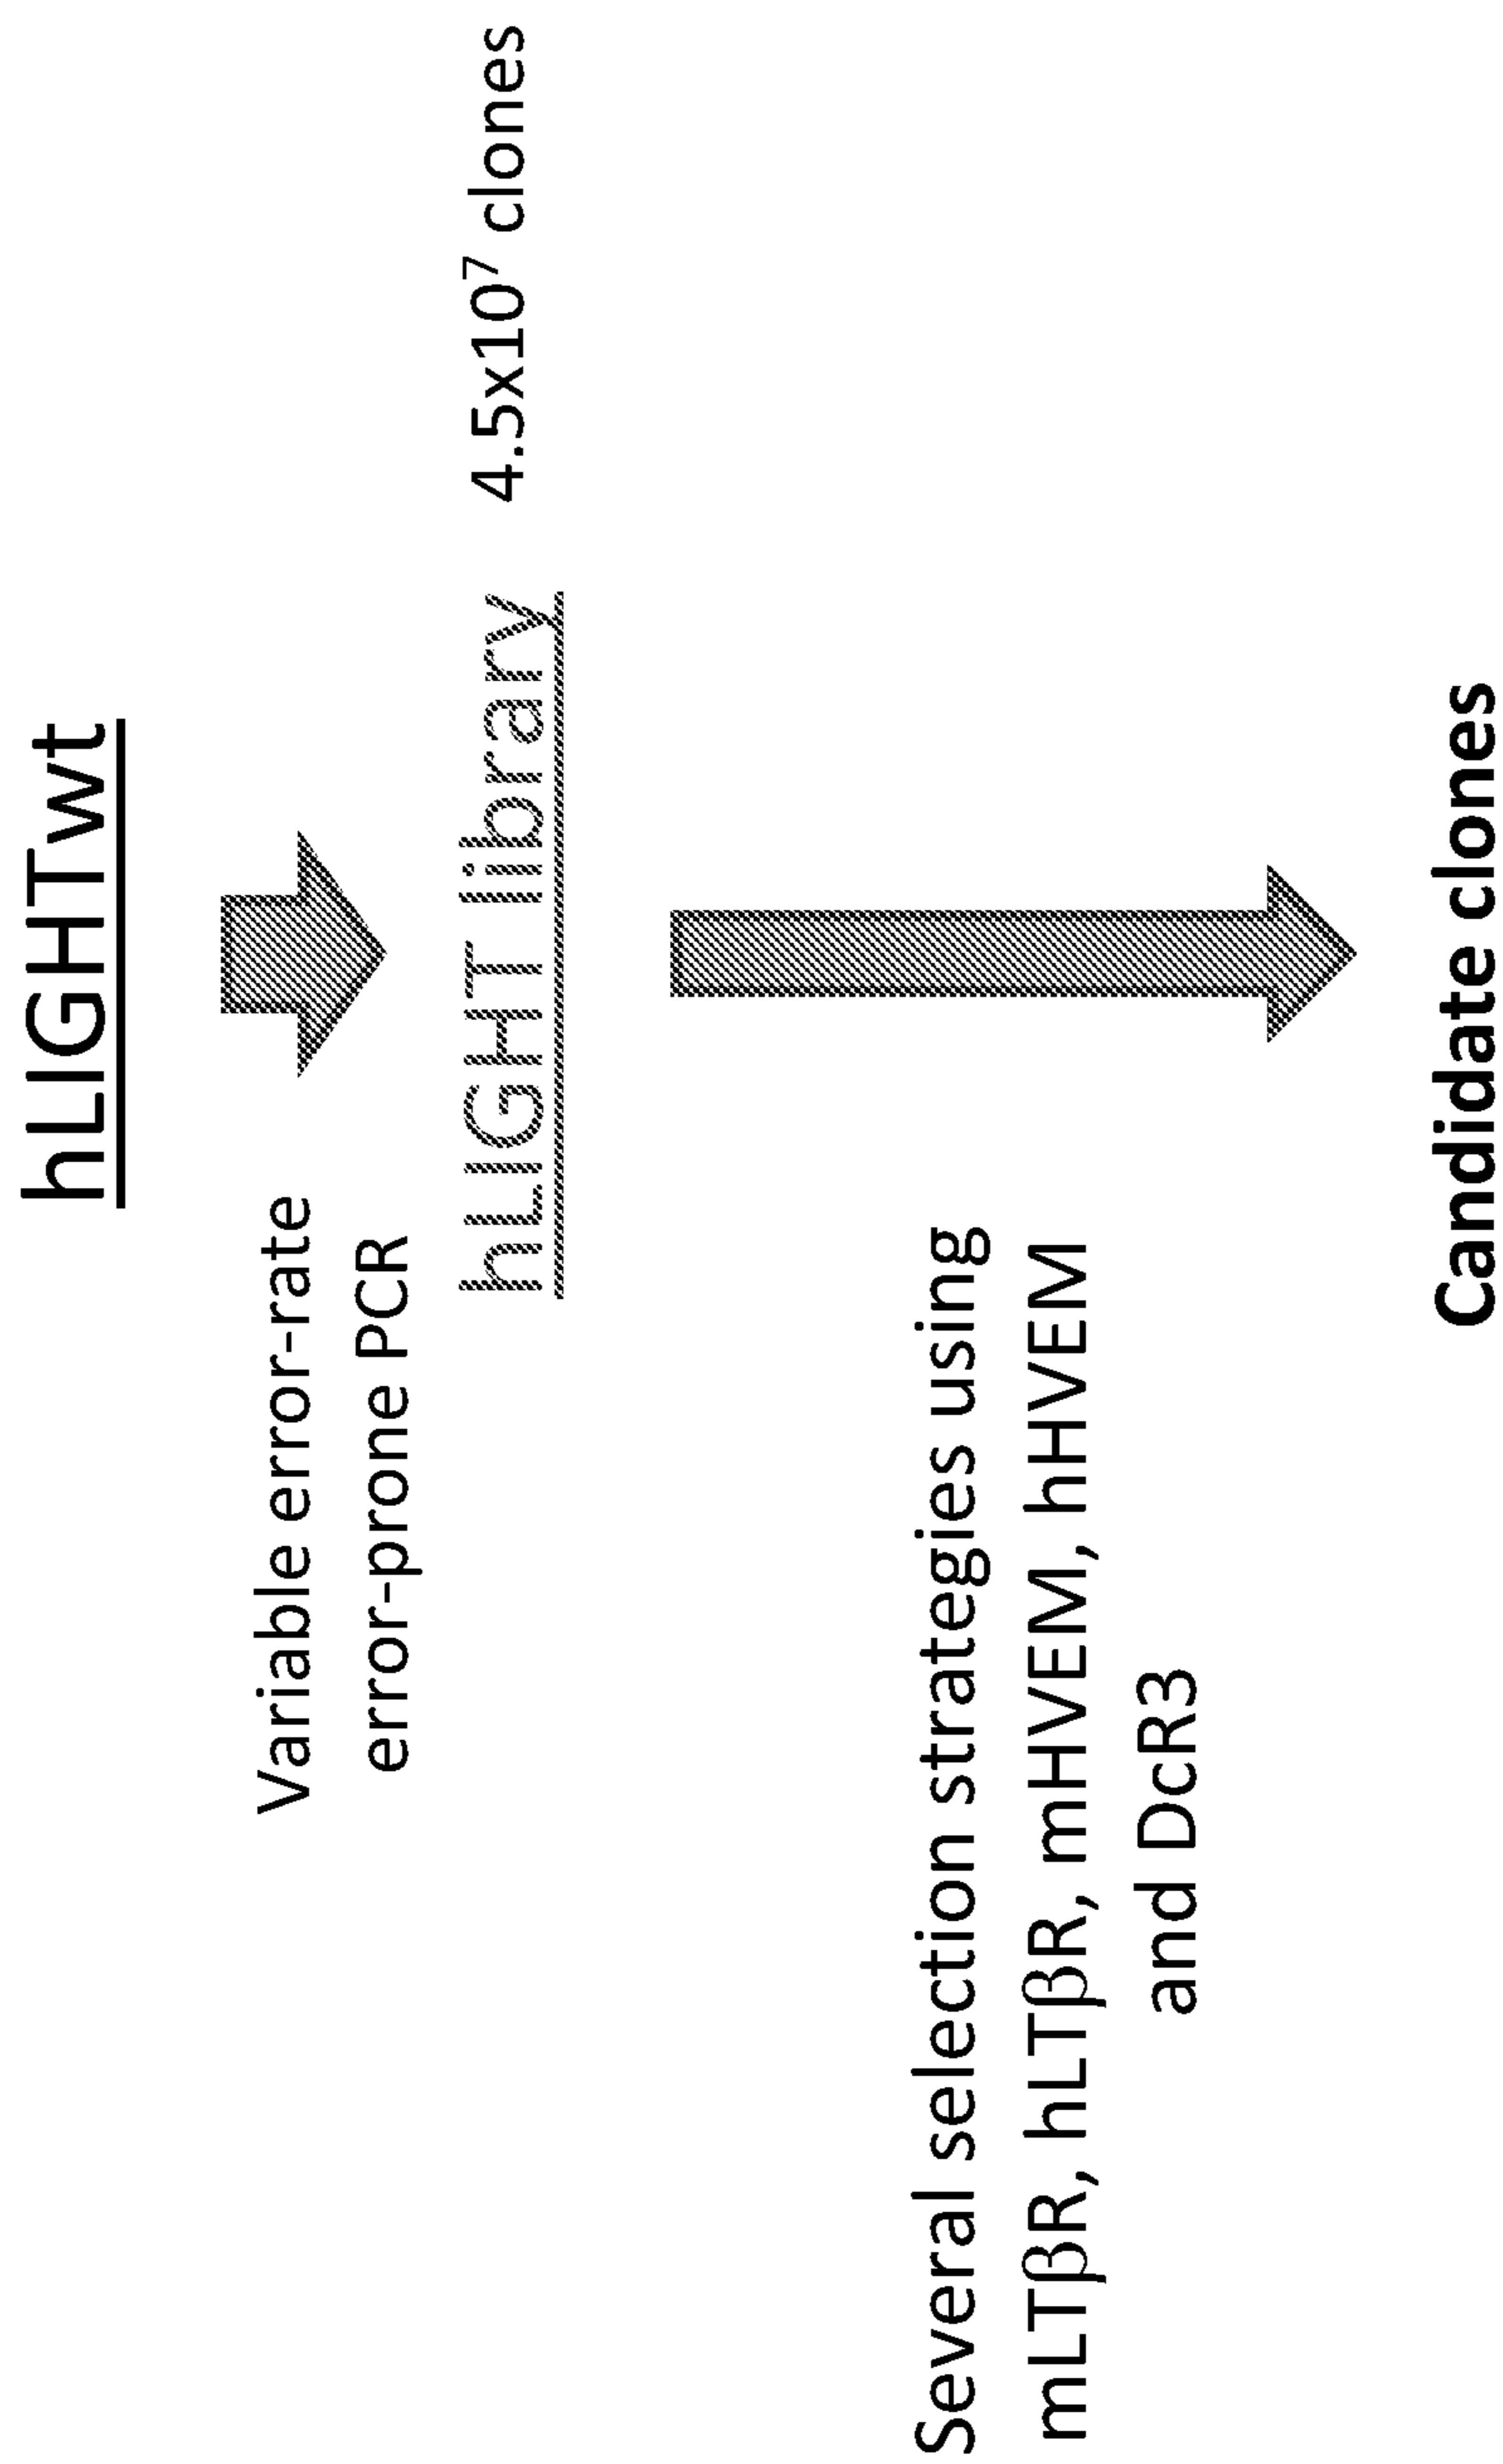 hLIGHTwt
Variable error-rate
error-prone PCR
hLIGHT library 4.5x10⁷ clones
Several selection strategies using
mLTβR, hLTβR, mHVEM, hHVEM
and DcR3
Candidate clones